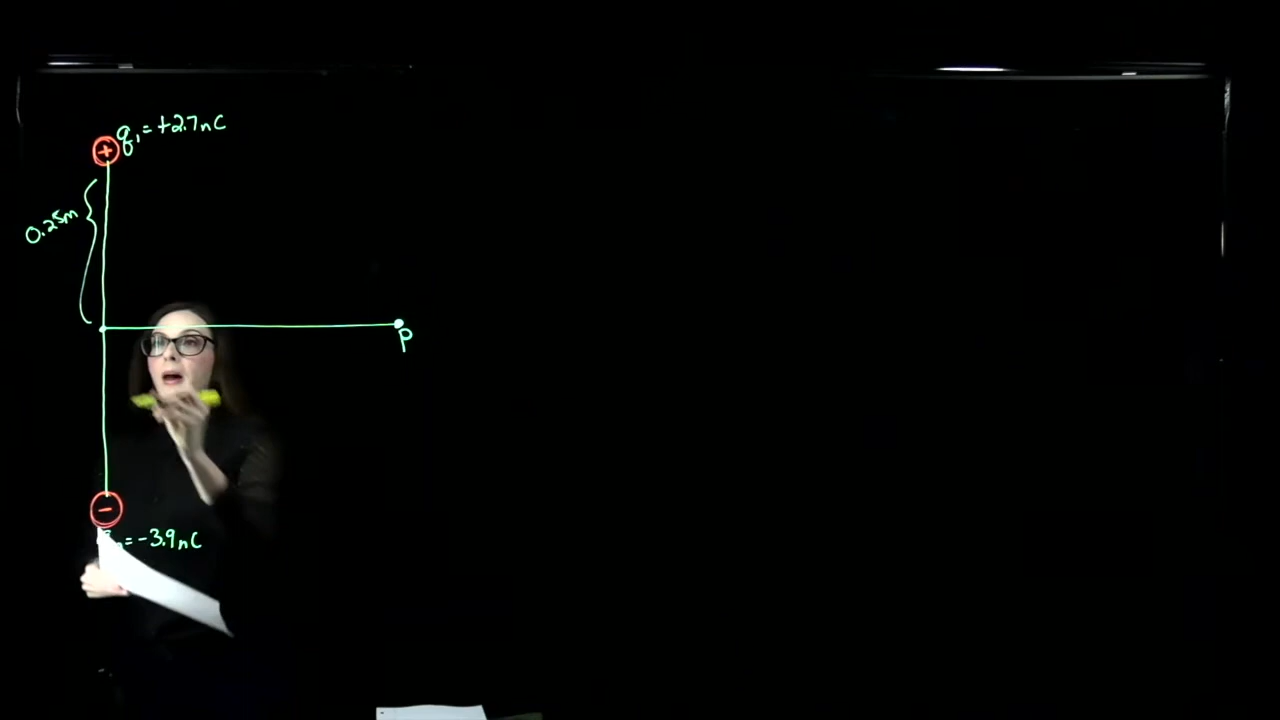 + q₁ = +2.7nC
0.25m
P
-
= -3.9nC